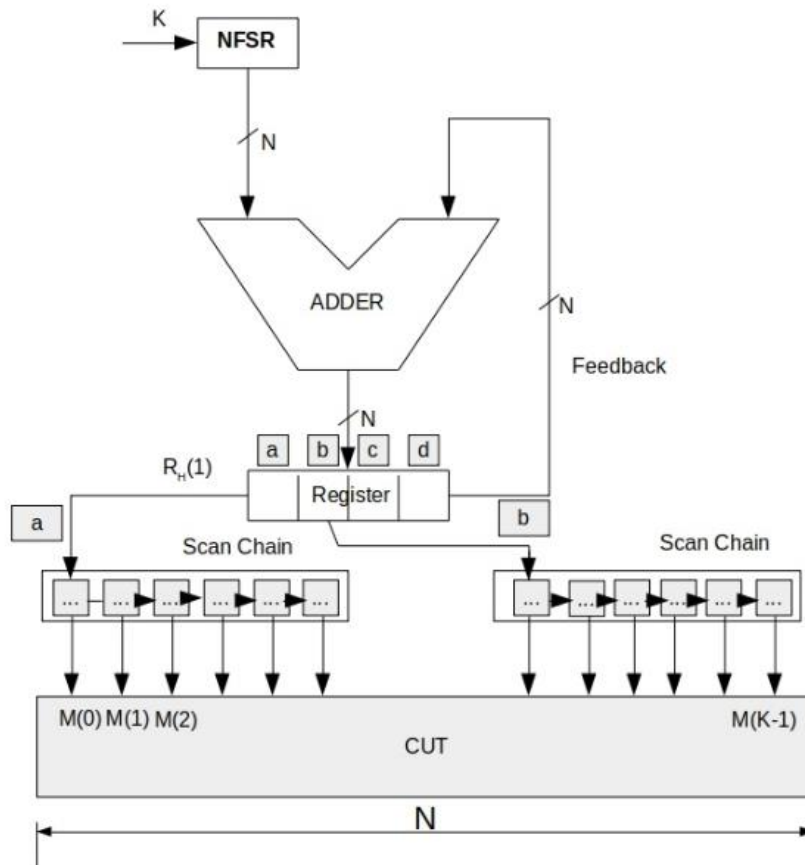 K
NFSR
N
ADDER
N
Feedback
N
a b c d
R_H(1)
Register
a
b
Scan Chain
Scan Chain
... ... ... ... ... ...
... ... ... ... ... ...
M(0) M(1) M(2)
M(K-1)
CUT
N